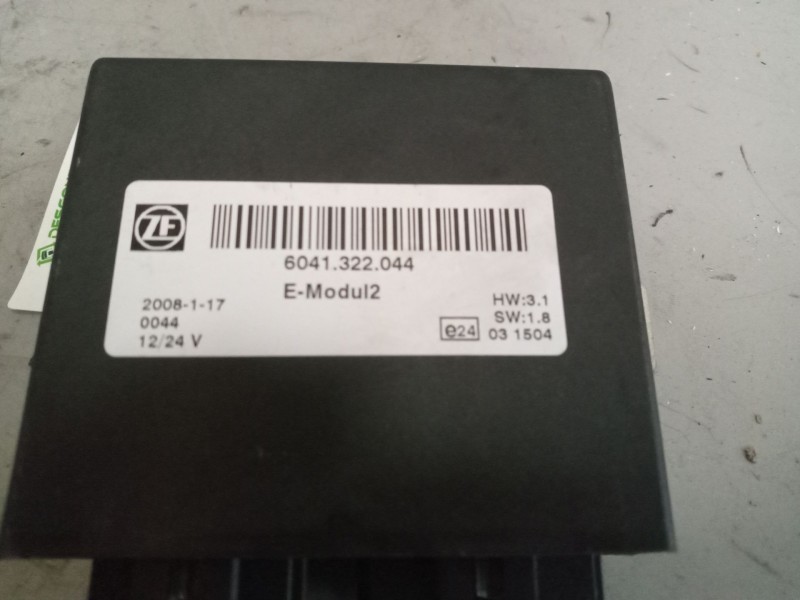 ZF
6041.322.044
E-Modul2
2008-1-17
0044
12/24 V
HW:3.1
SW:1.8
e24 03 1504